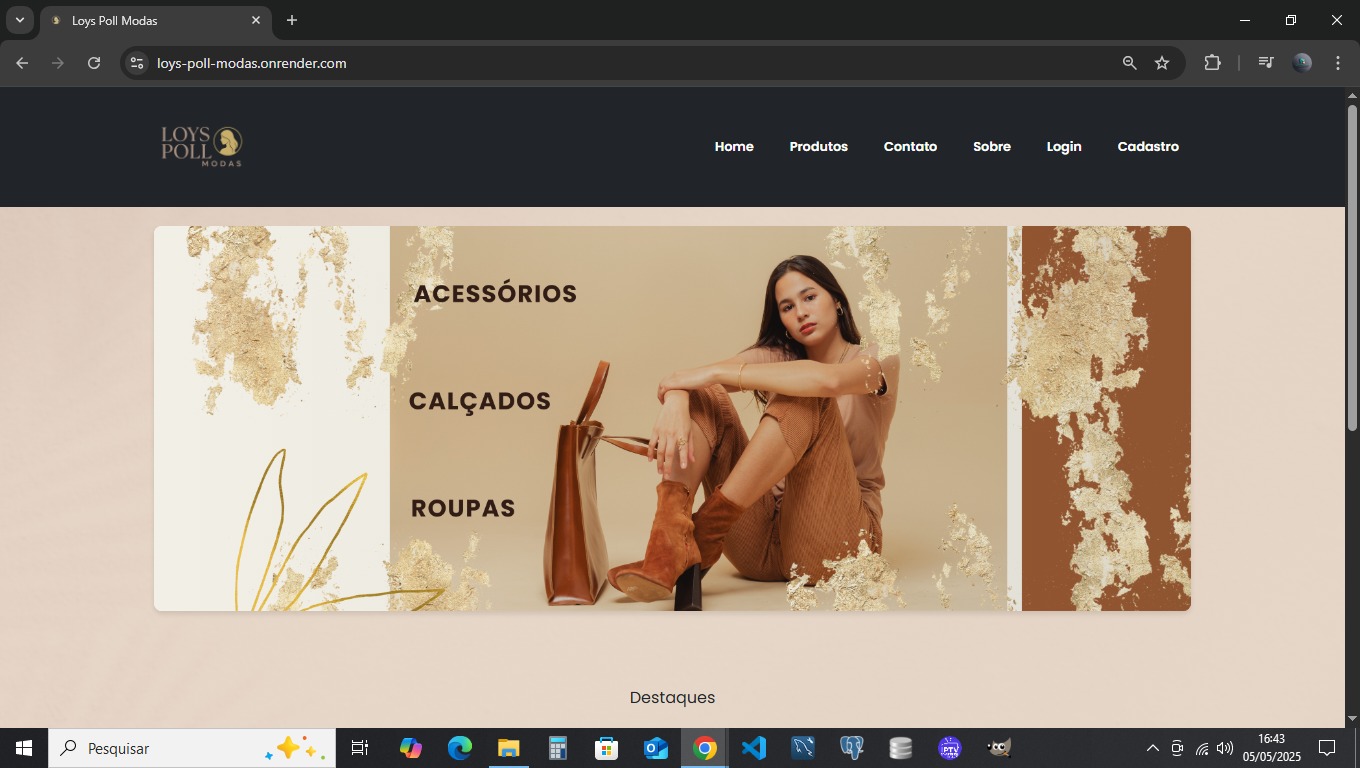 Loys Poll Modas
loys-poll-modas.onrender.com
LOYS
POLL
MODAS
Home
Produtos
Contato
Sobre
Login
Cadastro
ACESSÓRIOS
CALÇADOS
ROUPAS
Destaques
Pesquisar
16:43
05/05/2025